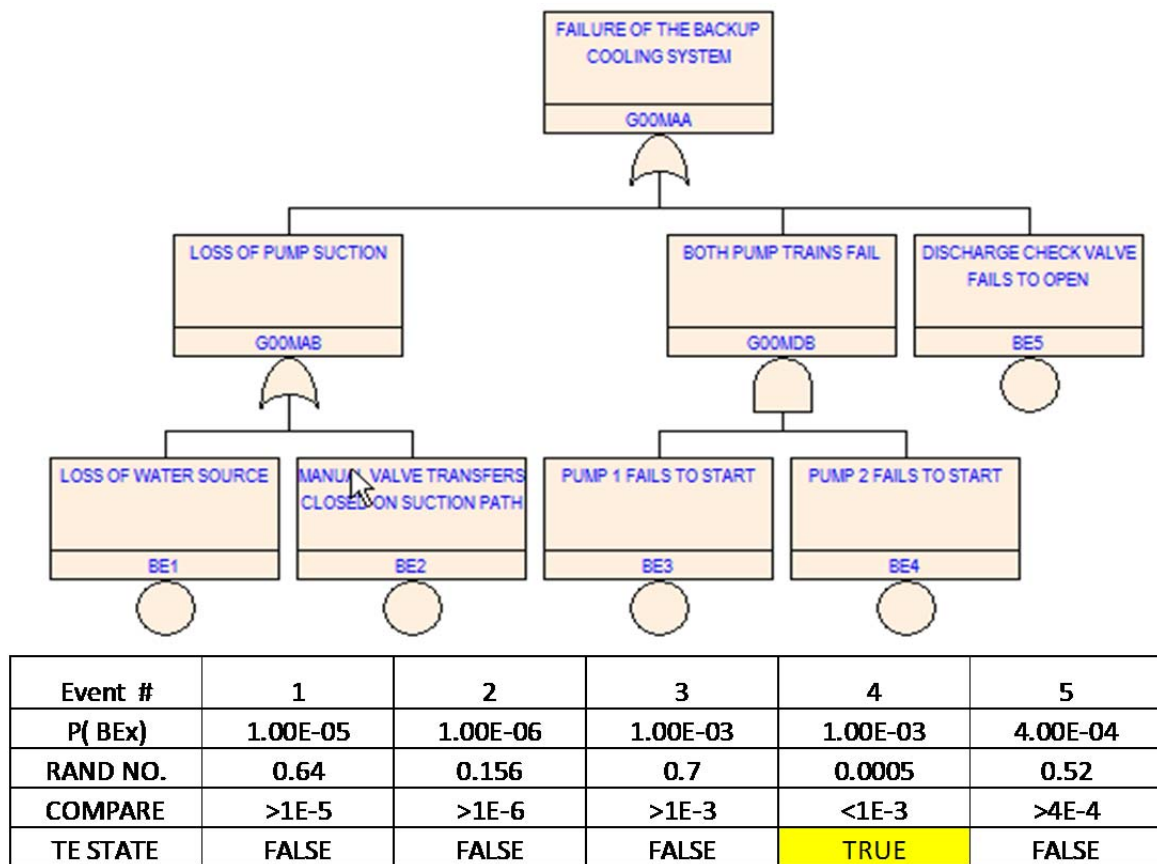 FAILURE OF THE BACKUP
COOLING SYSTEM
G00MAA
LOSS OF PUMP SUCTION
G00MAB
BOTH PUMP TRAINS FAIL
G00MDB
DISCHARGE CHECK VALVE
FAILS TO OPEN
BE5
LOSS OF WATER SOURCE
BE1
MANUAL VALVE TRANSFERS
CLOSED ON SUCTION PATH
BE2
PUMP 1 FAILS TO START
BE3
PUMP 2 FAILS TO START
BE4
Event # 1 2 3 4 5
P( BEx) 1.00E-05 1.00E-06 1.00E-03 1.00E-03 4.00E-04
RAND NO. 0.64 0.156 0.7 0.0005 0.52
COMPARE >1E-5 >1E-6 >1E-3 <1E-3 >4E-4
TE STATE FALSE FALSE FALSE TRUE FALSE